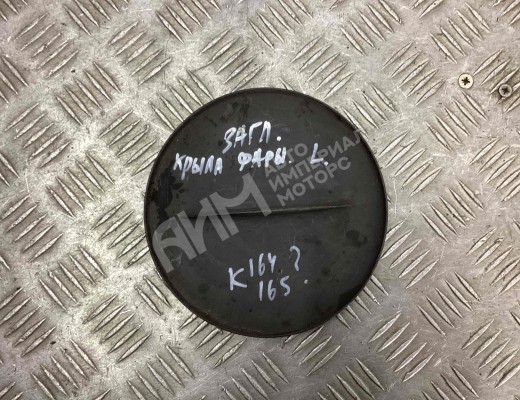 ЗАГЛ.
КРЫЛА ФАРЫ. L.
К164 ?
165.
АИМ АВТО ИМПЕРИАЛ МОТОРС